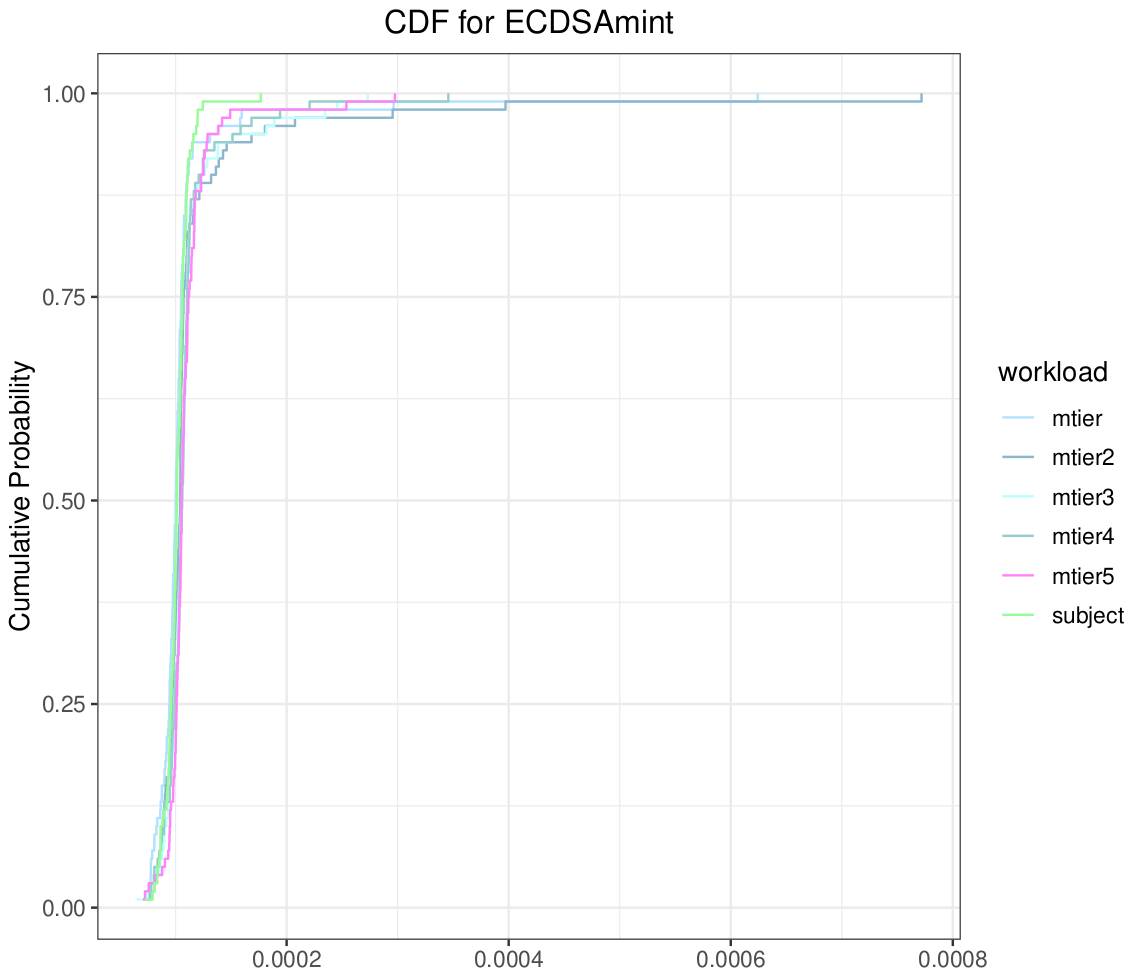 CDF for ECDSAmint
Cumulative Probability
1.00
0.75
0.50
0.25
0.00
0.0002
0.0004
0.0006
0.0008
workload
mtier
mtier2
mtier3
mtier4
mtier5
subject